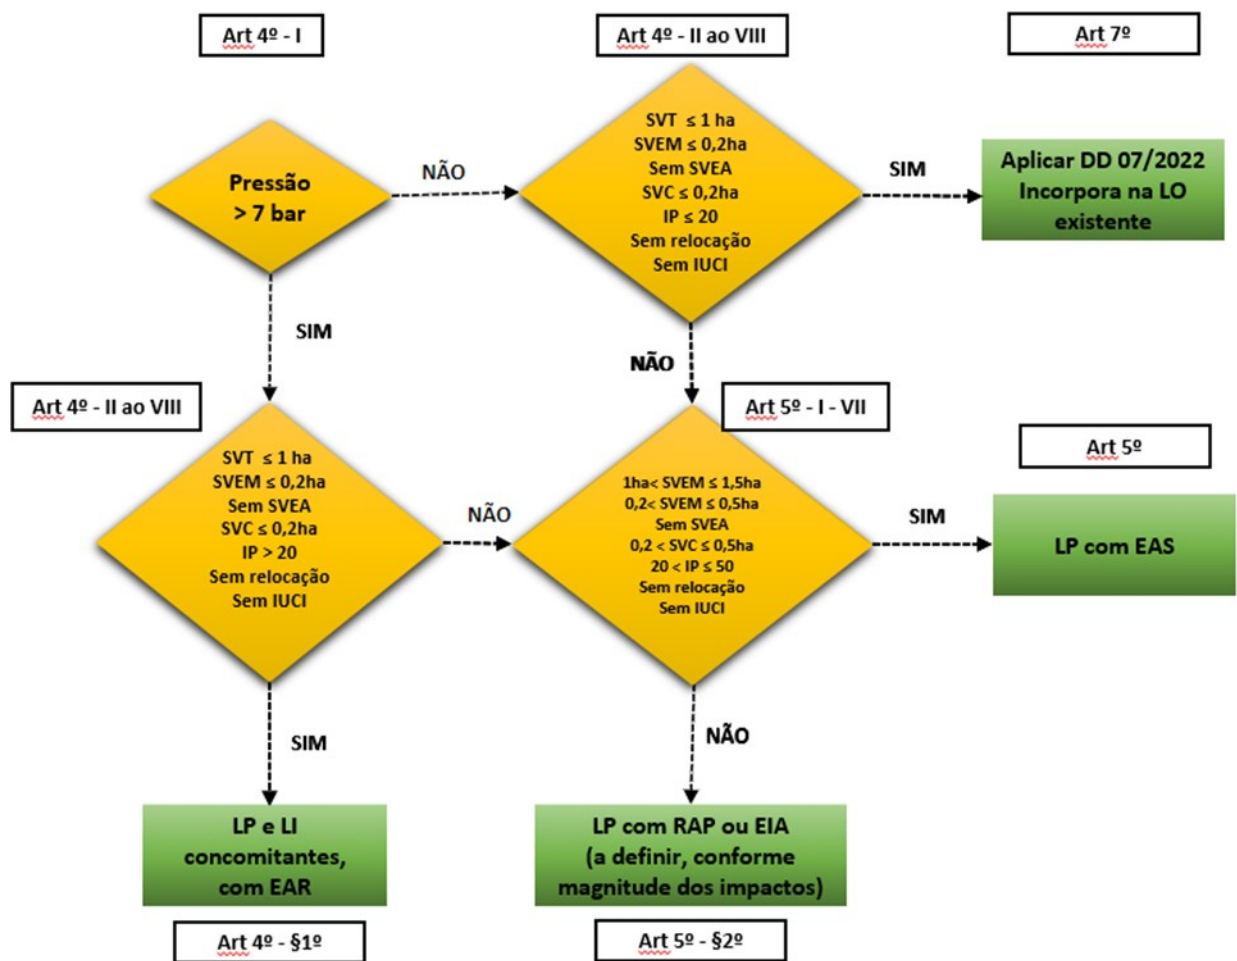 Art 4º - I
Art 4º - II ao VIII
Art 7º
Pressão
> 7 bar
NÃO
SVT ≤ 1 ha
SVEM ≤ 0,2ha
Sem SVEA
SVC ≤ 0,2ha
IP ≤ 20
Sem relocação
Sem IUCI
SIM
Aplicar DD 07/2022
Incorpora na LO
existente
SIM
NÃO
Art 4º - II ao VIII
Art 5º - I - VII
Art 5º
SVT ≤ 1 ha
SVEM ≤ 0,2ha
Sem SVEA
SVC ≤ 0,2ha
IP > 20
Sem relocação
Sem IUCI
NÃO
1ha< SVEM ≤ 1,5ha
0,2< SVEM ≤ 0,5ha
Sem SVEA
0,2 < SVC ≤ 0,5ha
20 < IP ≤ 50
Sem relocação
Sem IUCI
SIM
LP com EAS
SIM
NÃO
LP e LI
concomitantes,
com EAR
LP com RAP ou EIA
(a definir, conforme
magnitude dos impactos)
Art 4º - §1º
Art 5º - §2º